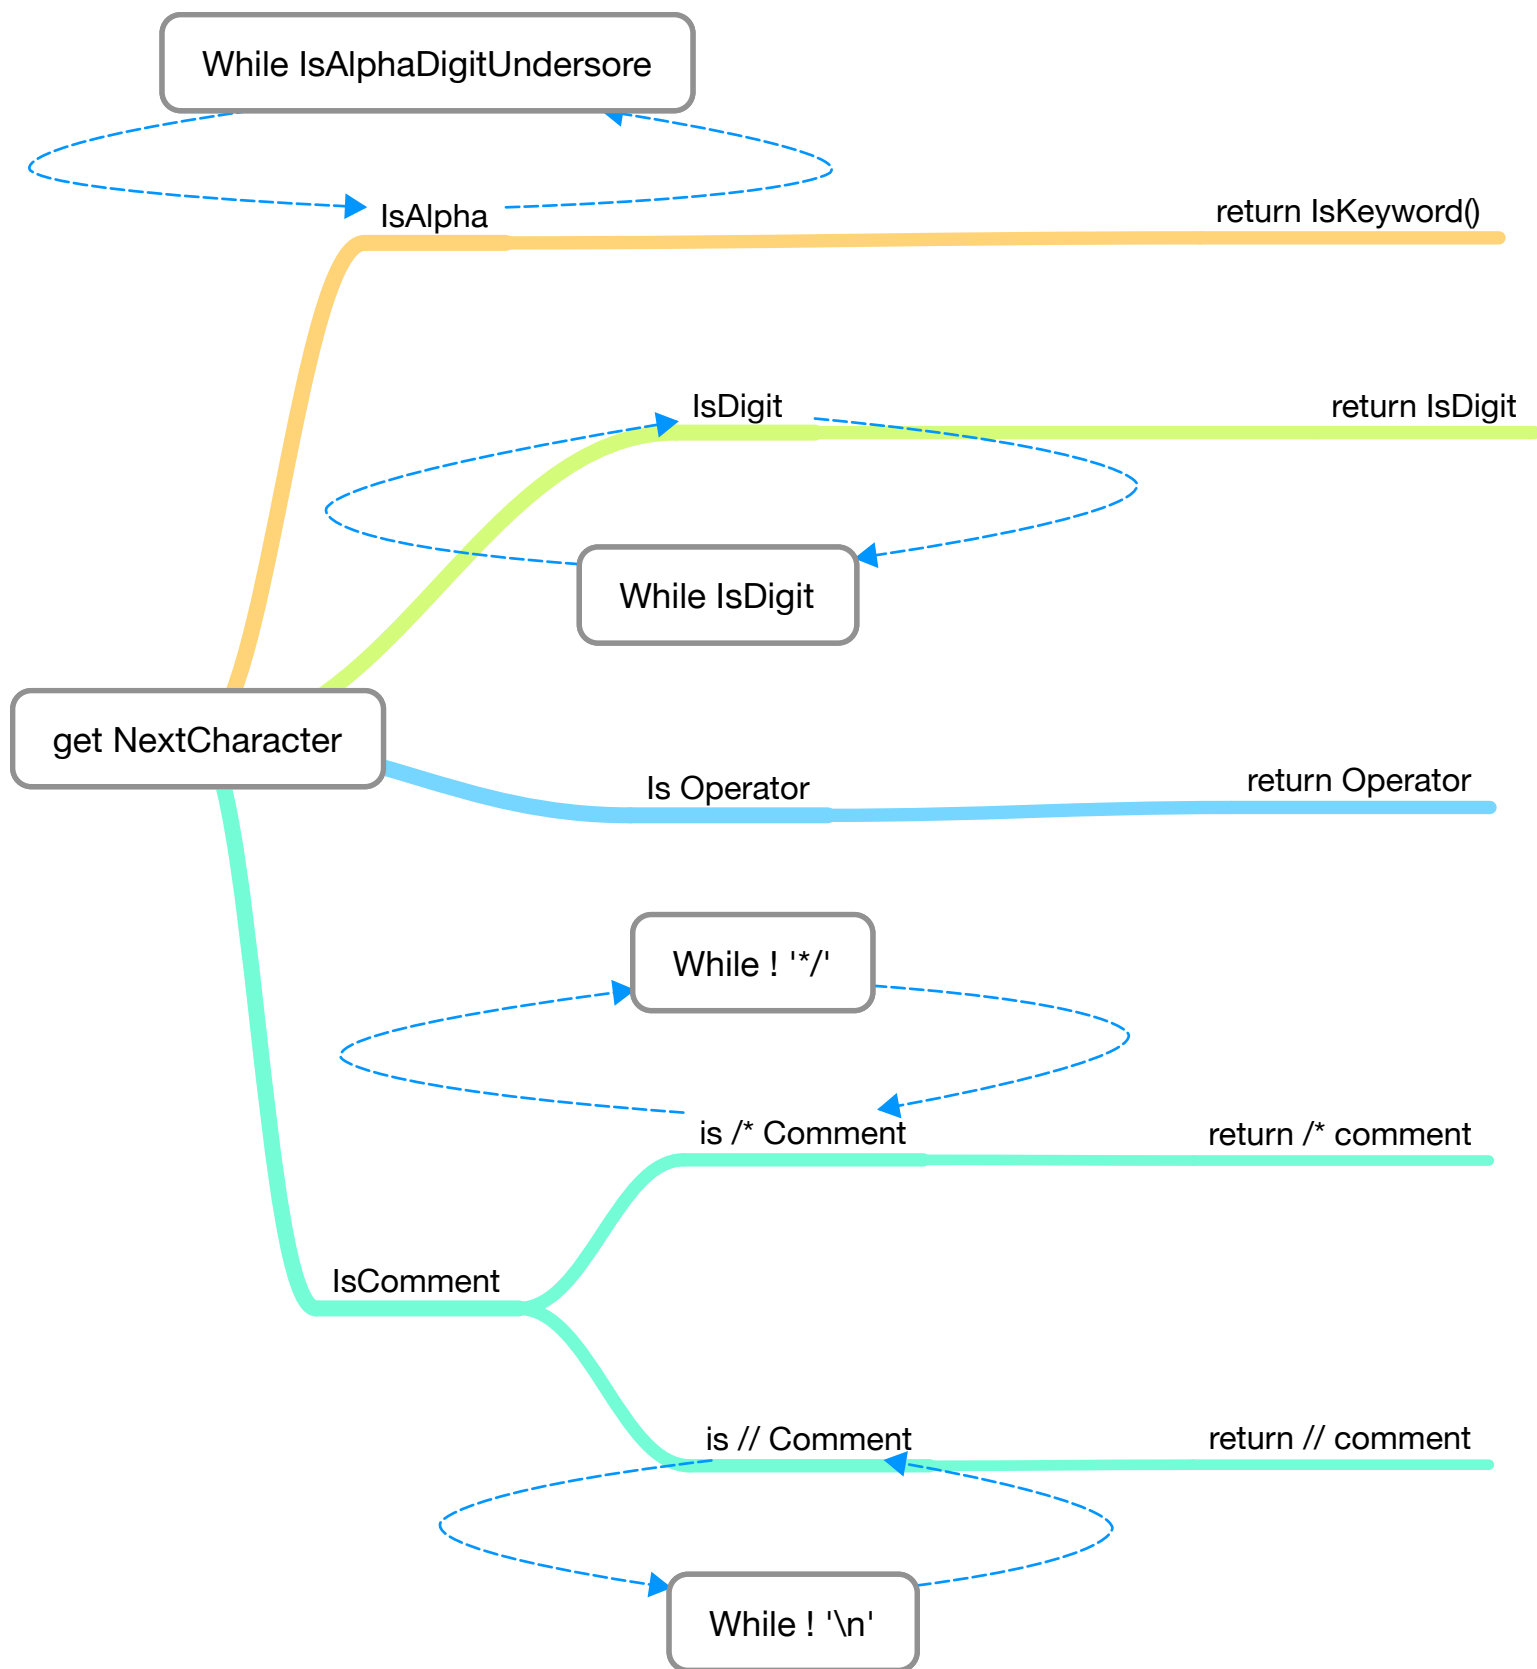 While IsAlphaDigitUndersore
IsAlpha
return IsKeyword()
IsDigit
return IsDigit
While IsDigit
get NextCharacter
Is Operator
return Operator
While ! '*/'
is /* Comment
return /* comment
IsComment
is // Comment
return // comment
While ! '\n'